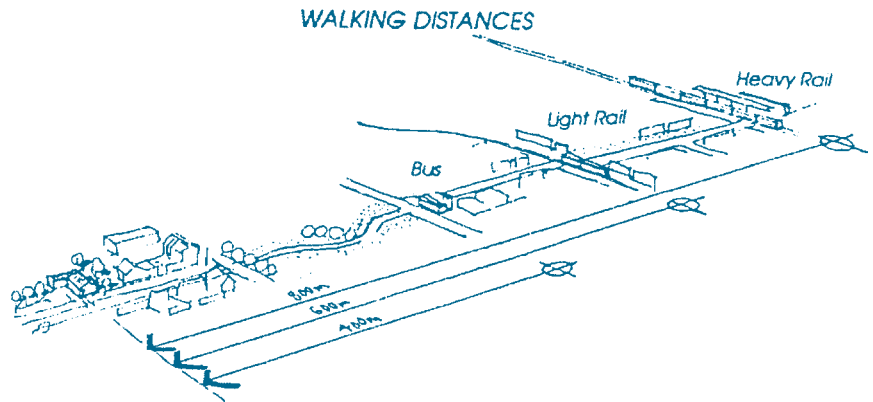 WALKING DISTANCES
Heavy Rail
Light Rail
Bus
800m
600m
400m